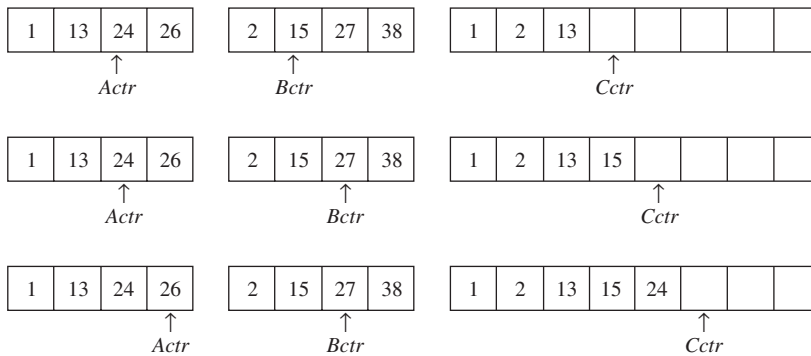 1 13 24 26 2 15 27 38 1 2 13
Actr Bctr Cctr
1 13 24 26 2 15 27 38 1 2 13 15
Actr Bctr Cctr
1 13 24 26 2 15 27 38 1 2 13 15 24
Actr Bctr Cctr